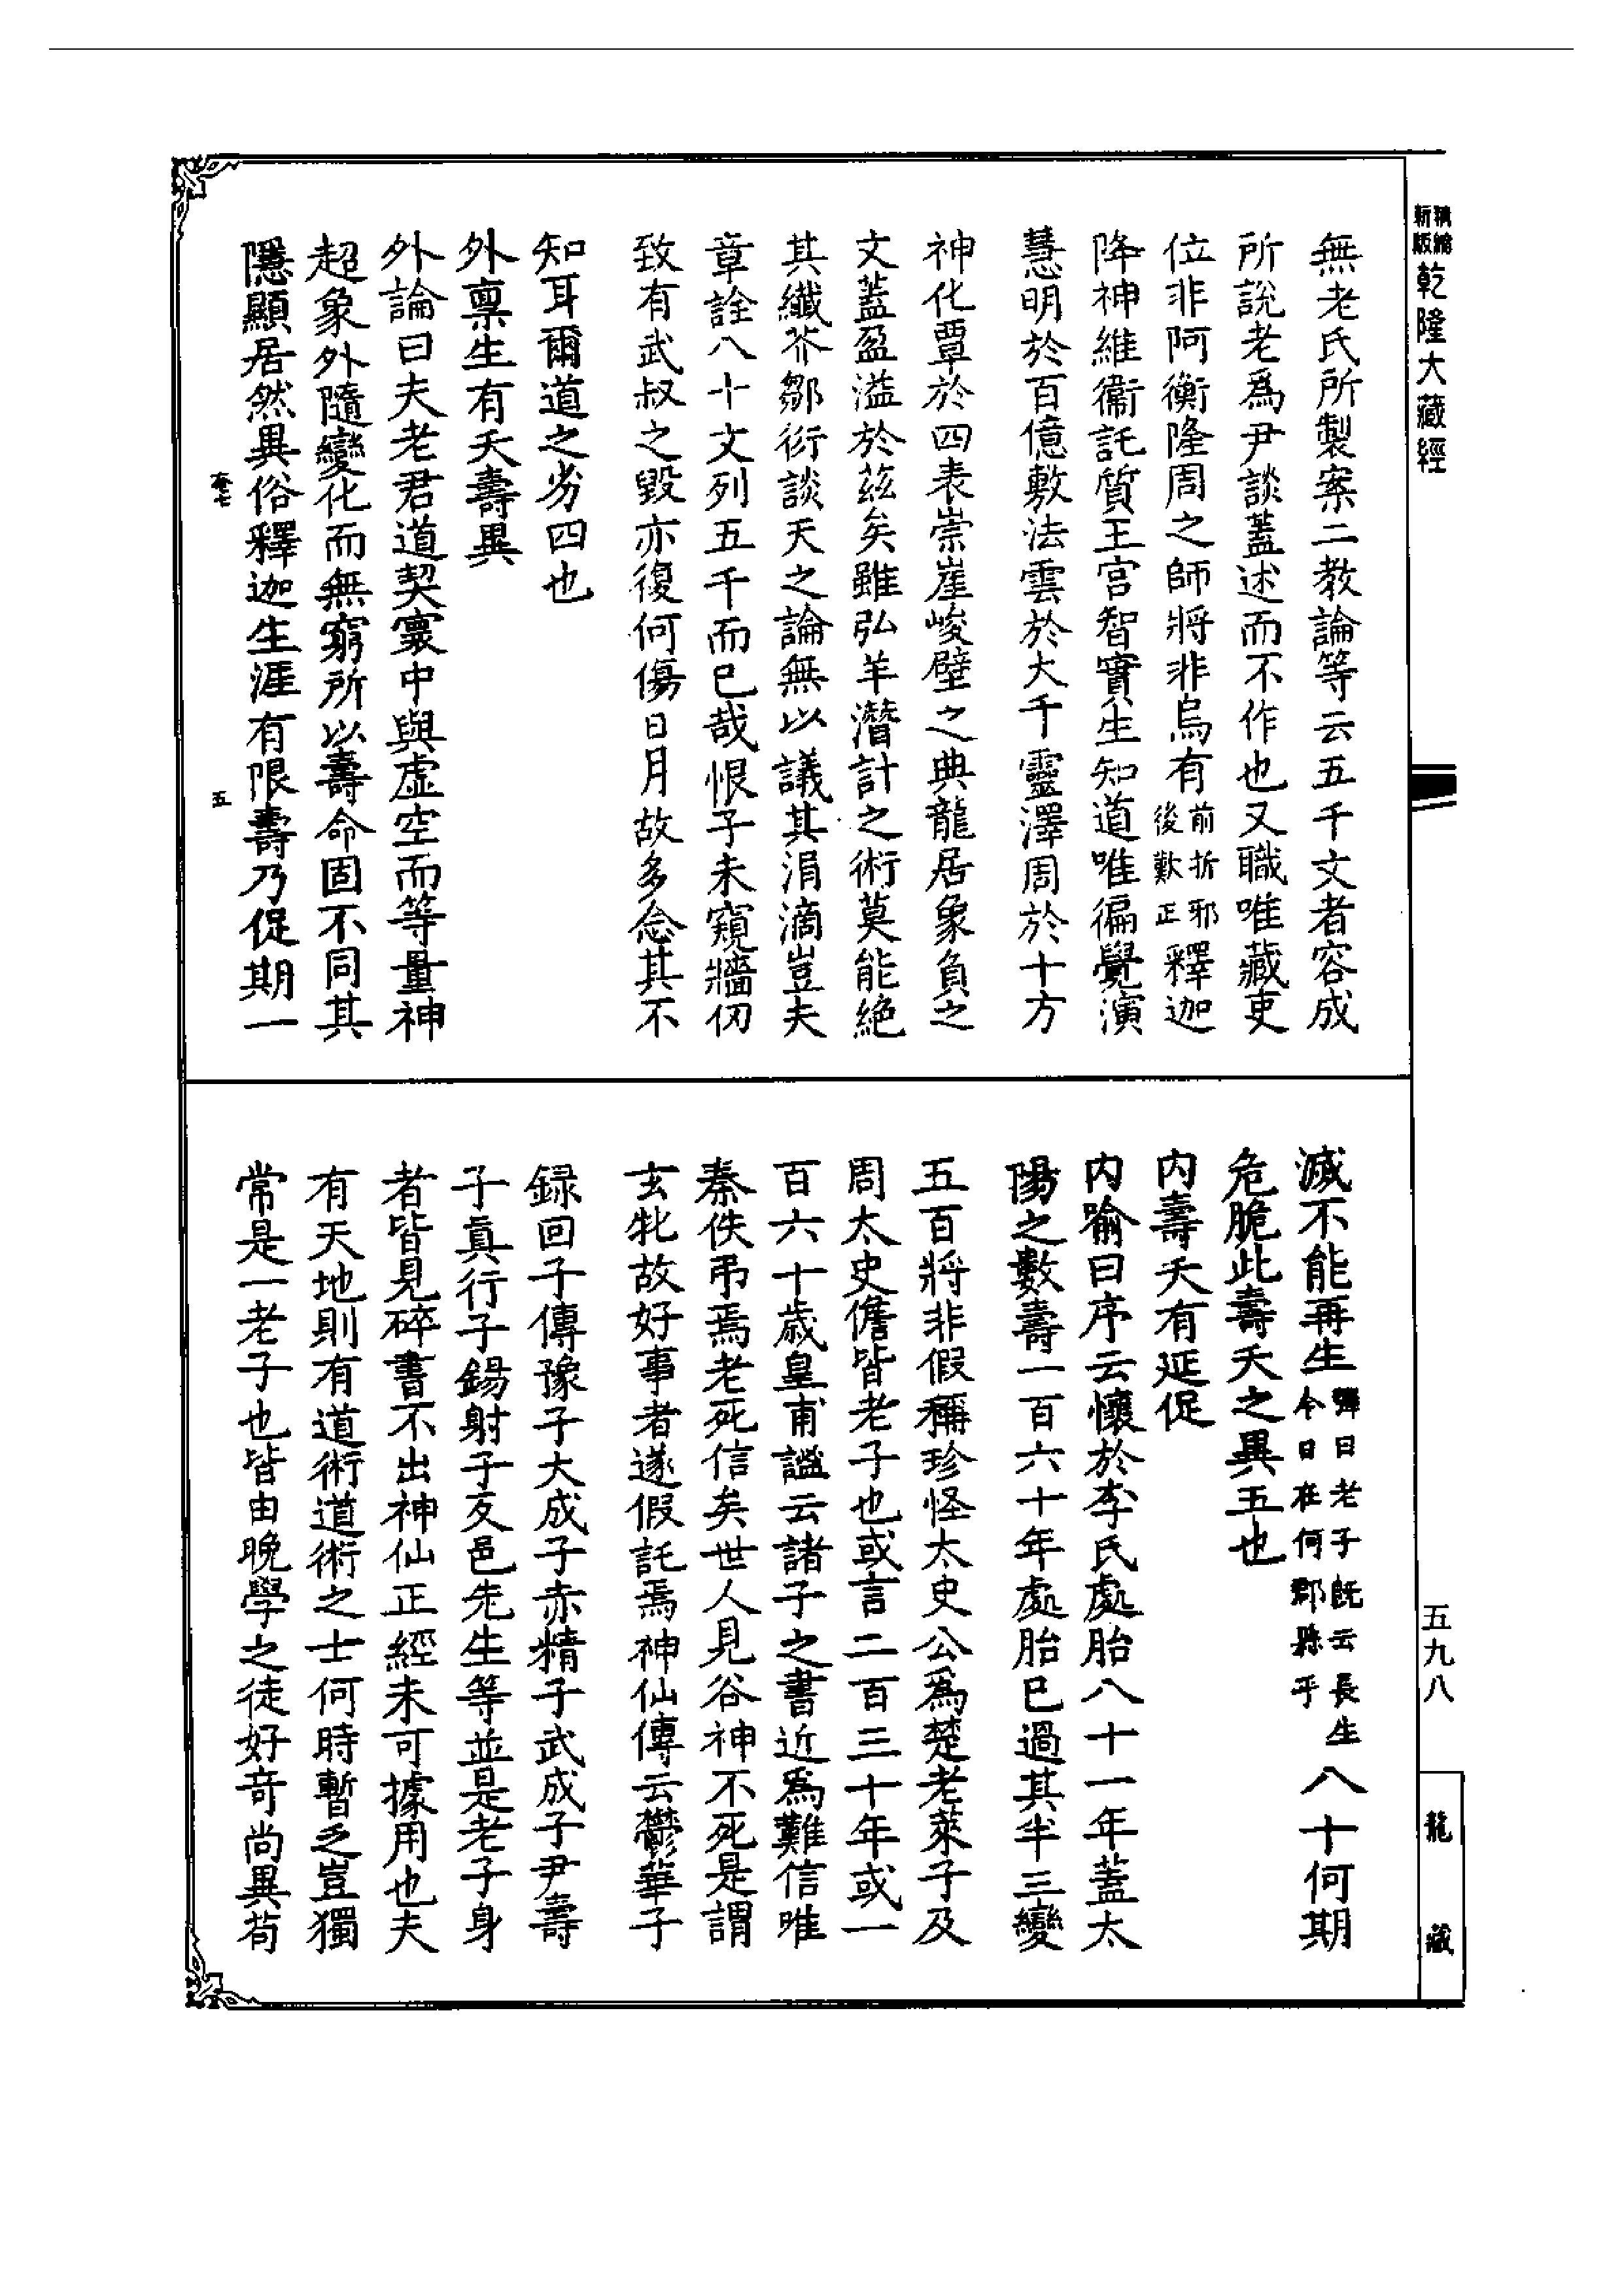 精繪
新版
乾隆大藏經
無老氏所製案二教論等云五千文者容成
所說老爲尹談蓋述而不作也又職唯藏吏
位非阿衡隆周之師將非烏有前折邪後歎正釋迦
降神維衞託質王宮智實生知道唯徧覺演
慧明於百億敷法雲於大千靈澤周於十方
神化覃於四表崇崖峻壁之典龍居象負之
文蓋盈溢於茲矣雖弘羊潛計之術莫能絶
其纖芥鄒衍談天之論無以議其涓滴豈夫
章詮八十文列五千而已哉恨子未窺牆仞
致有武叔之毀亦復何傷日月故多念其不
知耳爾道之劣四也
外稟生有夭壽異
外論曰夫老君道契寰中與虛空而等量神
超象外隨變化而無窮所以壽命固不同其
隱顯居然異俗釋迦生涯有限壽乃促期一
五
滅不能再生彈曰老子旣云長生今日在何郡縣乎八十何期
危脆此壽夭之異五也
内壽夭有延促
内喻曰序云懷於李氏處胎八十一年蓋太
陽之數壽一百六十年處胎已過其半三變
五百將非假稱珍怪太史公爲楚老萊子及
周太史儋皆老子也或言二百三十年或一
百六十歲皇甫謐云諸子之書近爲難信唯
秦佚弔焉老死信矣世人見谷神不死是謂
玄牝故好事者遂假託焉神仙傳云鬱華子
録回子傳豫子大成子赤精子武成子尹壽
子真行子錫射子友邑先生等並是老子身
者皆見碎書不出神仙正經未可據用也夫
有天地則有道術道術之士何時暫乏豈獨
常是一老子也皆由晚學之徒好奇尚異苟
五九八
龍藏